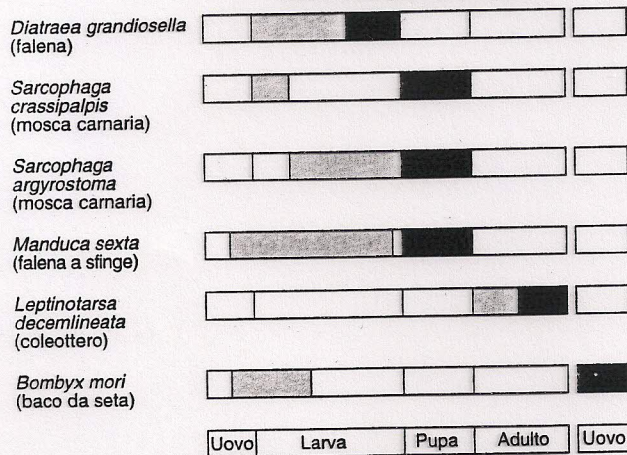 Diatraea grandiosella
(falena)
Sarcophaga
crassipalpis
(mosca carnaria)
Sarcophaga
argyrostoma
(mosca carnaria)
Manduca sexta
(falena a sfinge)
Leptinotarsa
decemlineata
(coleottero)
Bombyx mori
(baco da seta)
Uovo Larva Pupa Adulto Uovo